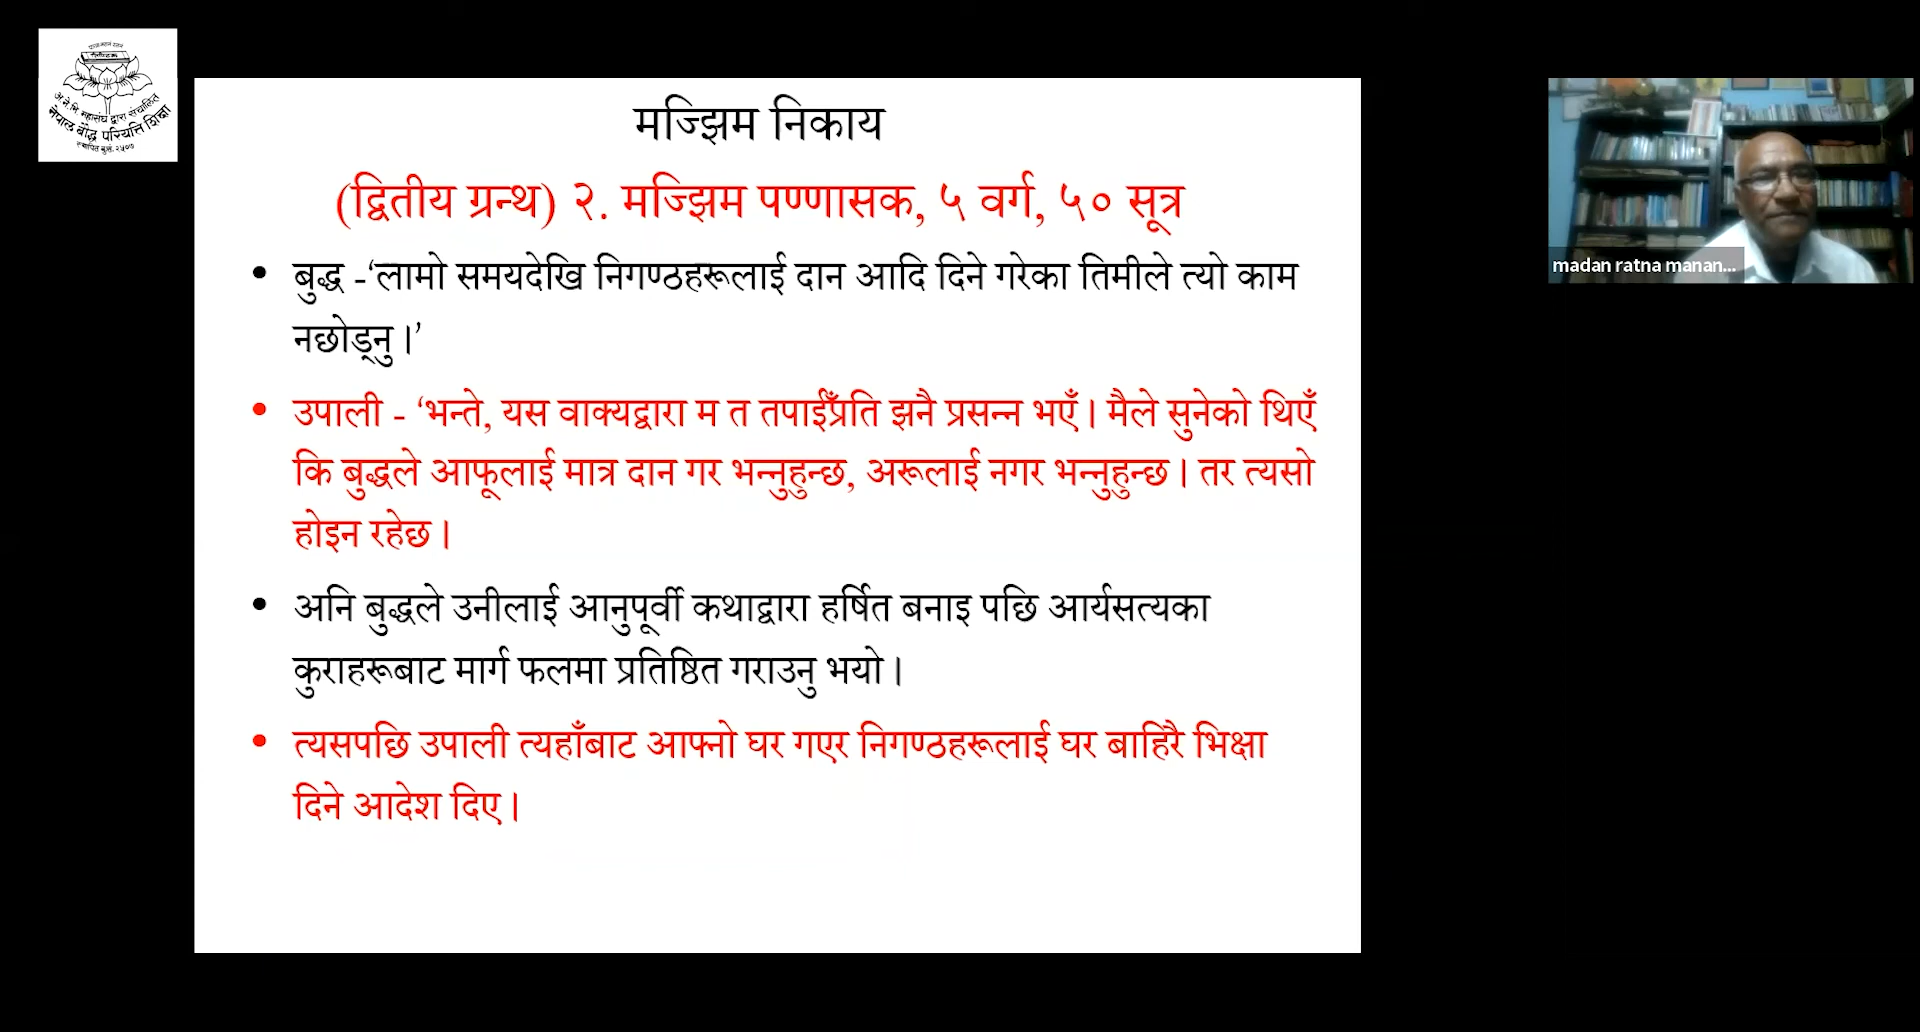 अ.ने.भि. महासंघ द्वारा संचालित
नेपाल बौद्ध परियत्ति शिक्षा
स्थापित बु.सं. २५०७
मज्झिम निकाय
(द्वितीय ग्रन्थ) २. मज्झिम पण्णासक, ५ वर्ग, ५० सूत्र
• बुद्ध -‘लामो समयदेखि निगण्ठहरूलाई दान आदि दिने गरेका तिमीले त्यो काम
नछोड्नु ।’
• उपाली - ‘भन्ते, यस वाक्यद्वारा म त तपाईँप्रति झनै प्रसन्न भएँ । मैले सुनेको थिएँ
कि बुद्धले आफूलाई मात्र दान गर भन्नुहुन्छ, अरूलाई नगर भन्नुहुन्छ । तर त्यसो
होइन रहेछ ।
• अनि बुद्धले उनीलाई आनुपूर्वी कथाद्वारा हर्षित बनाइ पछि आर्यसत्यका
कुराहरूबाट मार्ग फलमा प्रतिष्ठित गराउनु भयो ।
• त्यसपछि उपाली त्यहाँबाट आफ्नो घर गएर निगण्ठहरूलाई घर बाहिरै भिक्षा
दिने आदेश दिए ।
madan ratna manan...